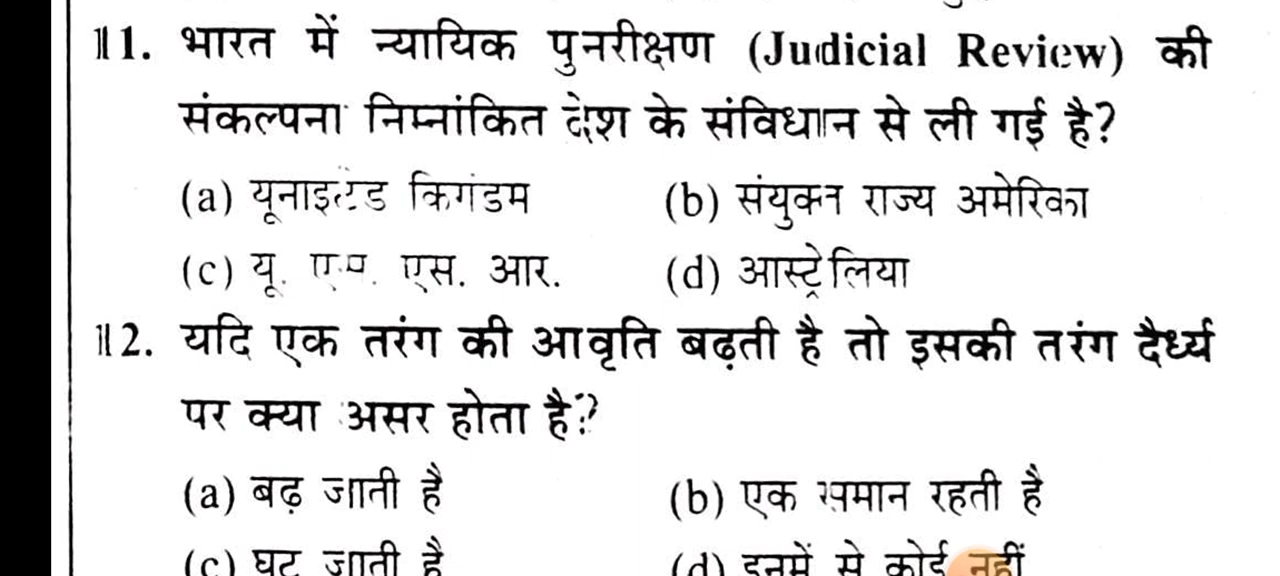 11. भारत में न्यायिक पुनरीक्षण (Judicial Review) की
संकल्पना निम्नांकित देश के संविधान से ली गई है?
(a) यूनाइटेड किगंडम (b) संयुक्त राज्य अमेरिका
(c) यू. एस. एस. आर. (d) आस्ट्रेलिया
12. यदि एक तरंग की आवृति बढ़ती है तो इसकी तरंग दैर्ध्य
पर क्या असर होता है?
(a) बढ़ जाती है (b) एक समान रहती है
(c) घट जाती है (d) इनमें से कोई नहीं